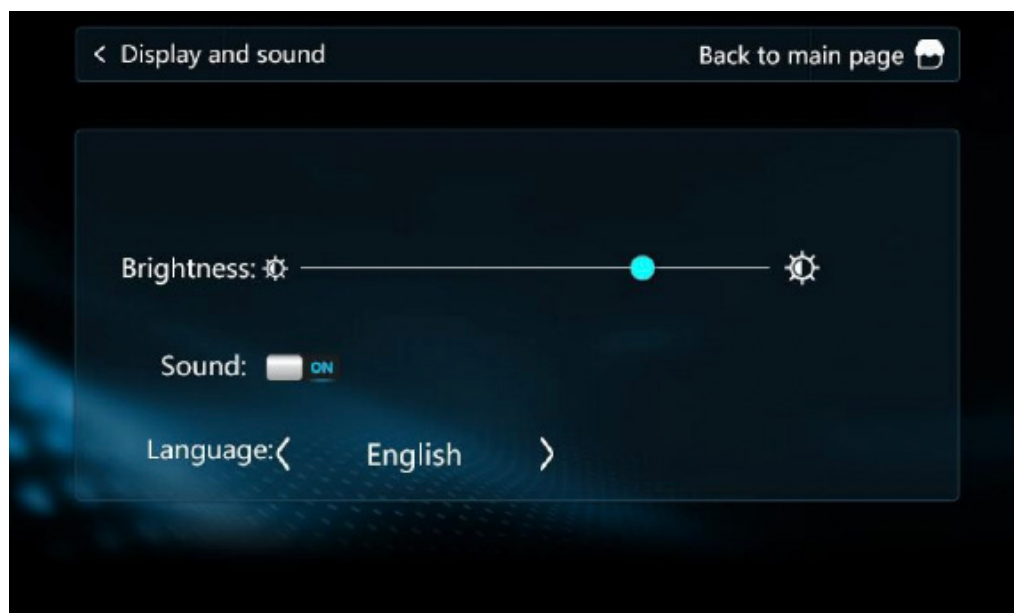 < Display and sound
Back to main page
Brightness:
Sound: ON
Language: < English >